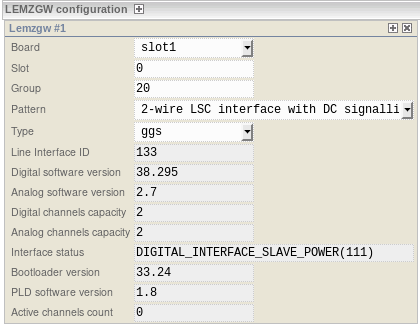 LEMZGW configuration
Lemzgw #1
Board slot1
Slot 0
Group 20
Pattern 2-wire LSC interface with DC signalli
Type ggs
Line Interface ID 133
Digital software version 38.295
Analog software version 2.7
Digital channels capacity 2
Analog channels capacity 2
Interface status DIGITAL_INTERFACE_SLAVE_POWER(111)
Bootloader version 33.24
PLD software version 1.8
Active channels count 0